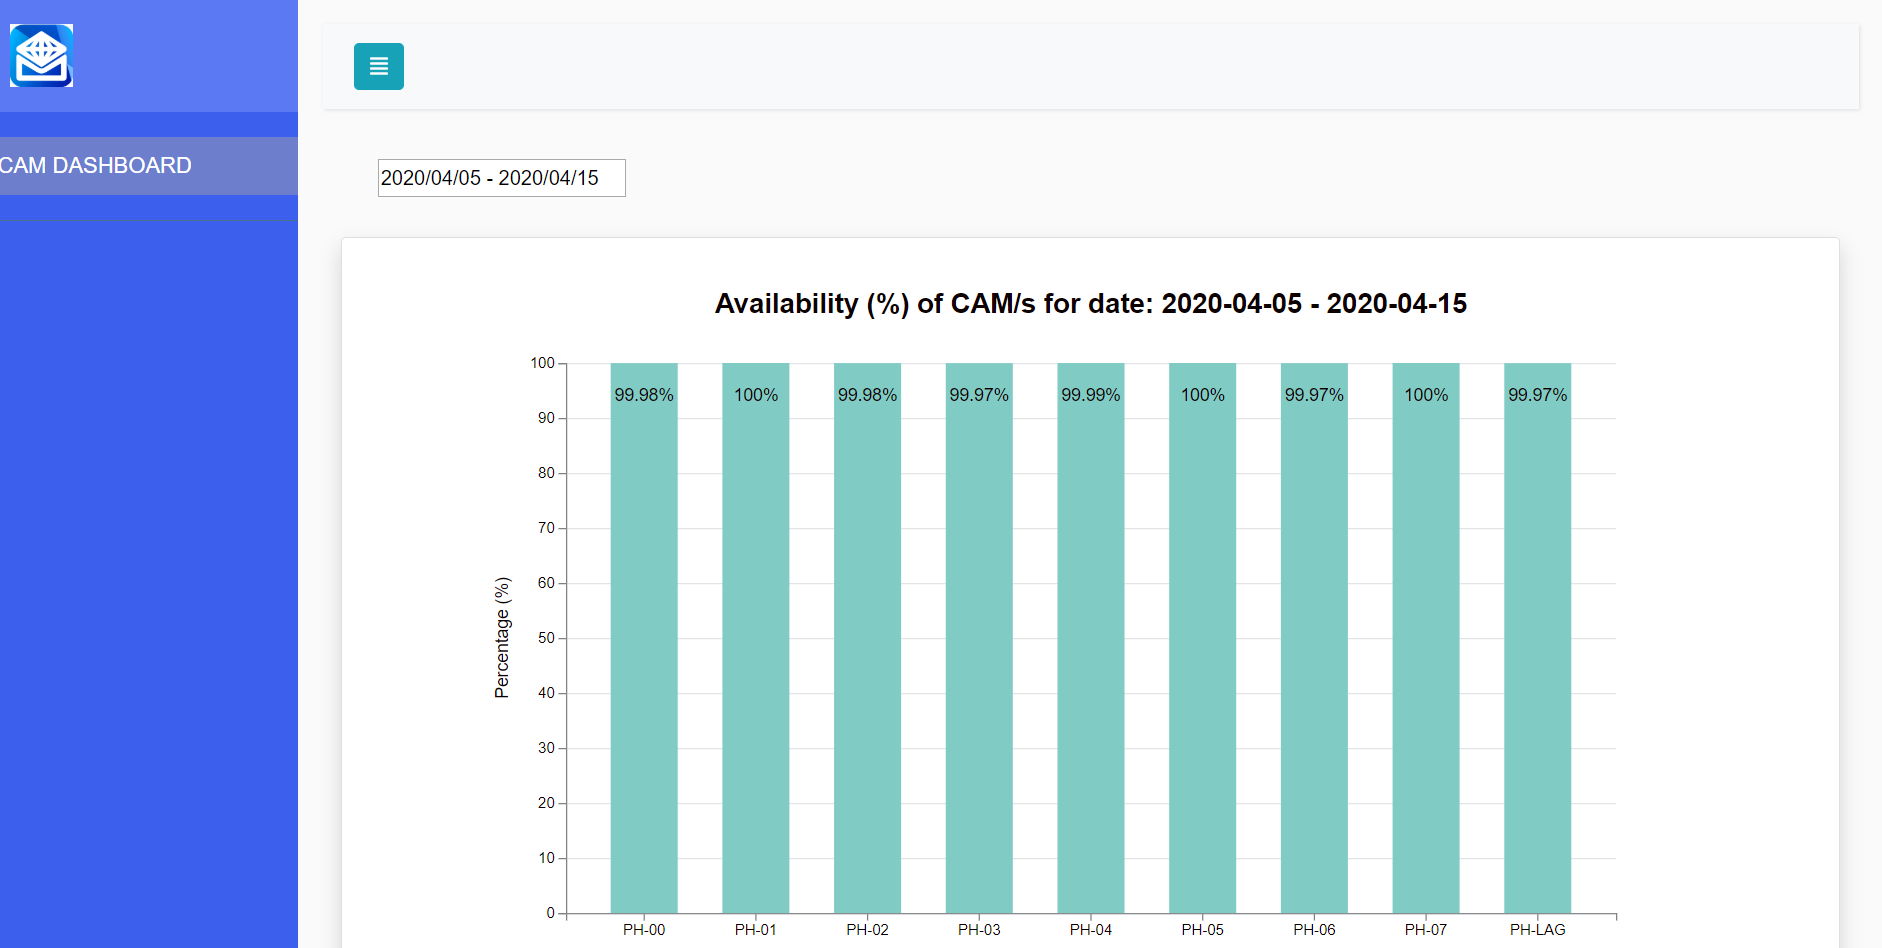 CAM DASHBOARD
2020/04/05 - 2020/04/15
Availability (%) of CAM/s for date: 2020-04-05 - 2020-04-15
Percentage (%)
100
90
80
70
60
50
40
30
20
10
0
99.98% 100% 99.98% 99.97% 99.99% 100% 99.97% 100% 99.97%
PH-00 PH-01 PH-02 PH-03 PH-04 PH-05 PH-06 PH-07 PH-LAG